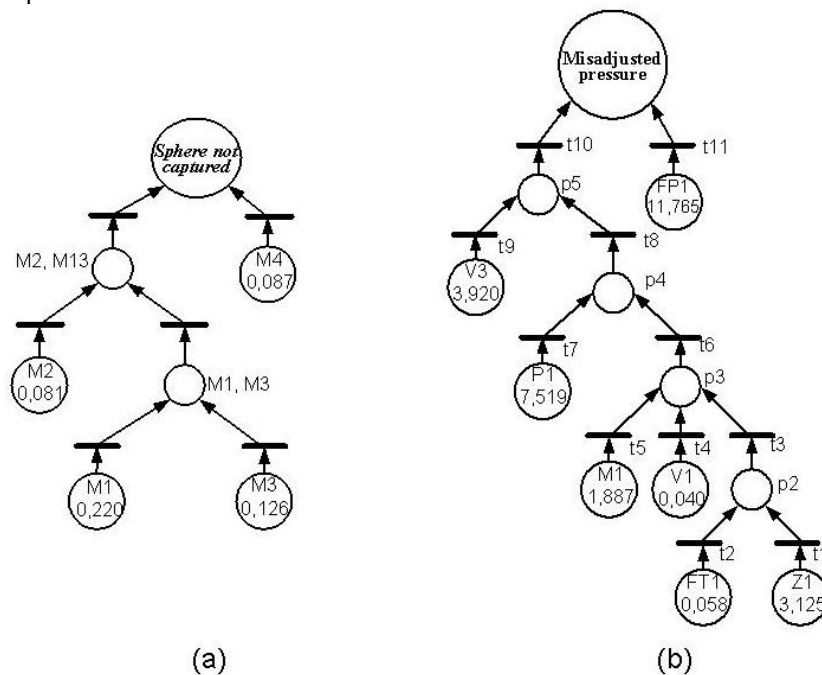 Sphere not
captured
M2, M13
M4
0,087
M2
0,081
M1, M3
M1
0,220
M3
0,126
(a)
Misadjusted
pressure
t10
t11
p5
FP1
11,765
t9
t8
V3
3,920
p4
t7
t6
P1
7,519
p3
t5
t4
t3
M1
1,887
V1
0,040
p2
t2
t1
FT1
0,058
Z1
3,125
(b)